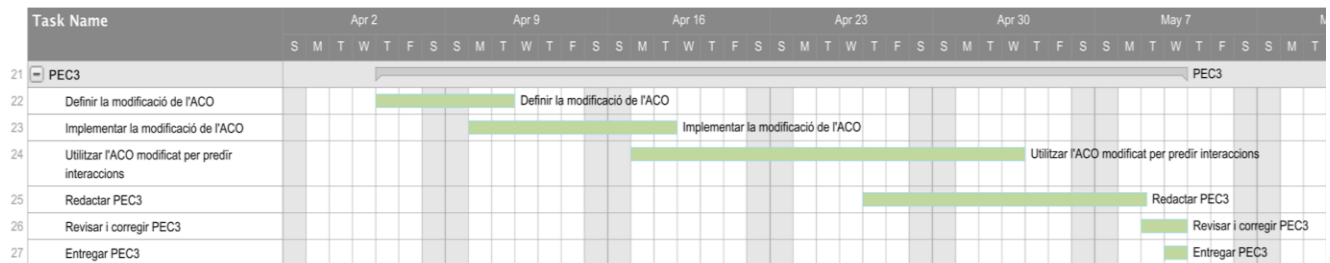 Task Name
Apr 2 Apr 9 Apr 16 Apr 23 Apr 30 May 7 M
S M T W T F S S M T W T F S S M T W T F S S M T W T F S S M T W T F S S M T W T F S S M T
21 PEC3 PEC3
22 Definir la modificació de l'ACO Definir la modificació de l'ACO
23 Implementar la modificació de l'ACO Implementar la modificació de l'ACO
24 Utilitzar l'ACO modificat per predir Utilitzar l'ACO modificat per predir interaccions
interaccions
25 Redactar PEC3 Redactar PEC3
26 Revisar i corregir PEC3 Revisar i corregir PEC3
27 Entregar PEC3 Entregar PEC3